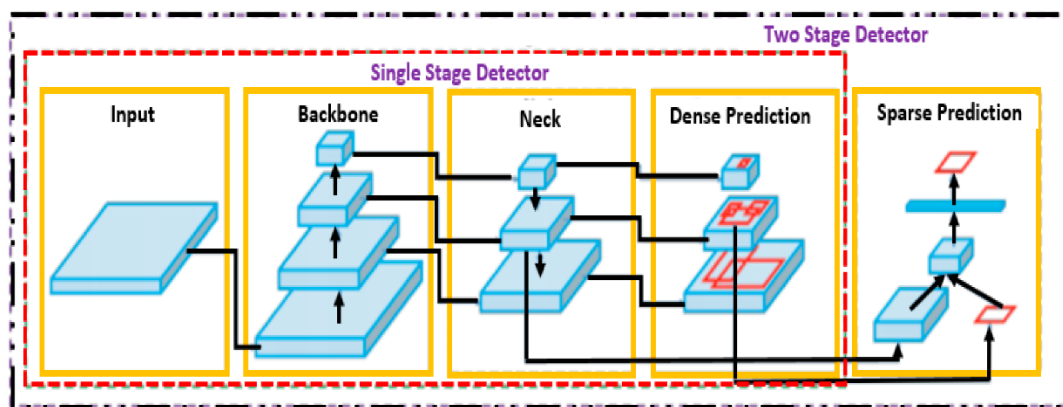 Two Stage Detector
Single Stage Detector
Input
Backbone
Neck
Dense Prediction
Sparse Prediction